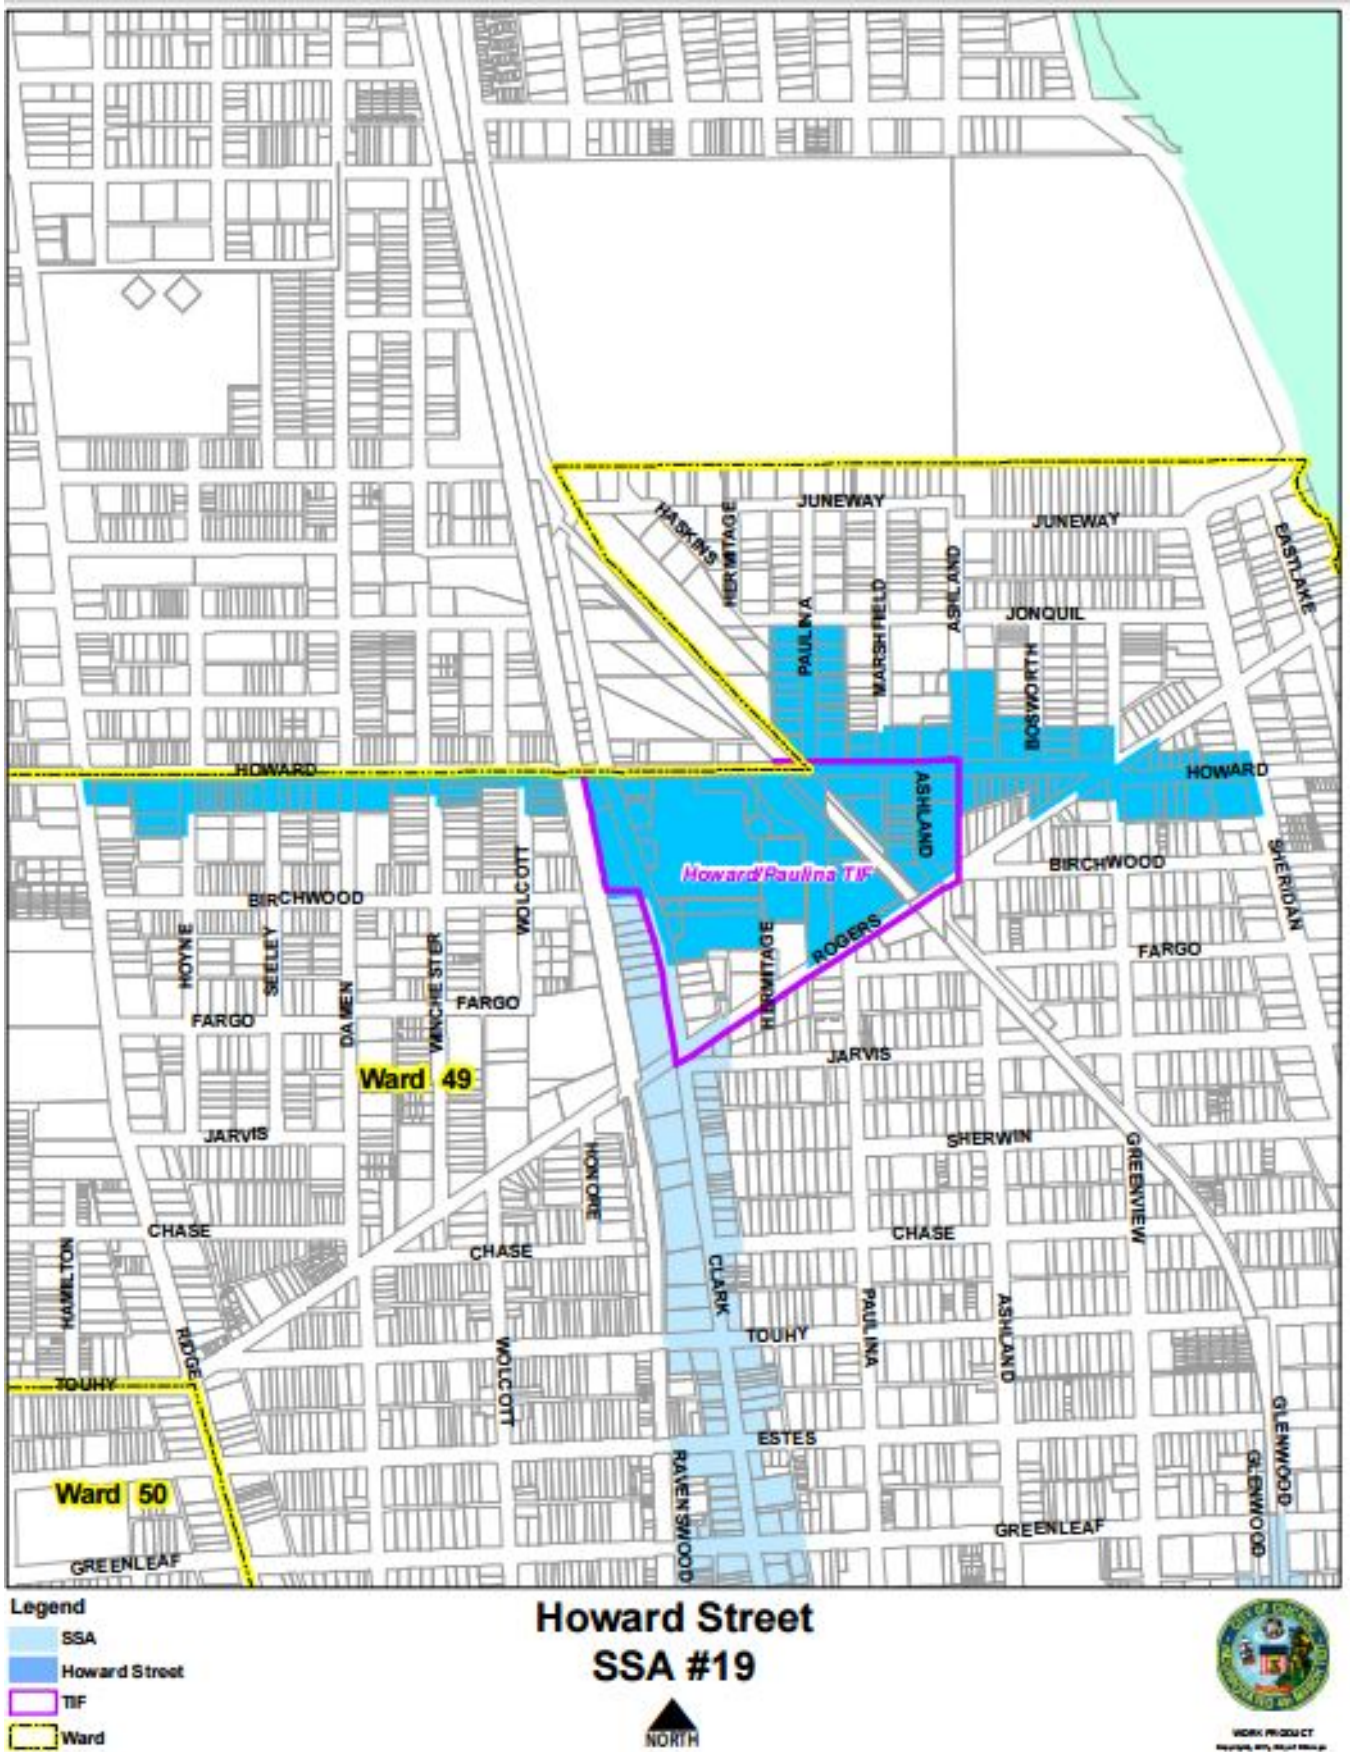 JUNEWAY
HASKINS
HERMITAGE
JUNEWAY
EASTLAKE
ASHLAND
MARSHFIELD
PAULINA
JONQUIL
BOSWORTH
HOWARD
HOWARD
ASHLAND
BIRCHWOOD
Howard/Paulina TIF
SHERIDAN
BIRCHWOOD
WOLCOTT
HOYNE
SEELEY
WINCHESTER
HERMITAGE
ROGERS
FARGO
DAMEN
FARGO
FARGO
JARVIS
Ward 49
JARVIS
SHERWIN
GREENVIEW
HONORE
CHASE
CHASE
CHASE
HAMILTON
CLARK
RIDGE
TOUHY
PAULINA
ASHLAND
WOLCOTT
TOUHY
ESTES
GLENWOOD
GLENWOOD
Ward 50
RAVENSWOOD
GREENLEAF
GREENLEAF
Legend
SSA
Howard Street
TIF
Ward
Howard Street
SSA #19
NORTH
CITY OF CHICAGO
WORK PRODUCT